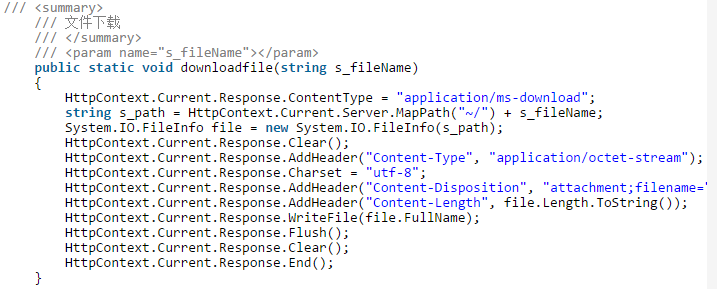 /// <summary>
/// 文件下载
/// </summary>
/// <param name="s_fileName"></param>
public static void downloadfile(string s_fileName)
{
HttpContext.Current.Response.ContentType = "application/ms-download";
string s_path = HttpContext.Current.Server.MapPath("~/") + s_fileName;
System.IO.FileInfo file = new System.IO.FileInfo(s_path);
HttpContext.Current.Response.Clear();
HttpContext.Current.Response.AddHeader("Content-Type", "application/octet-stream");
HttpContext.Current.Response.Charset = "utf-8";
HttpContext.Current.Response.AddHeader("Content-Disposition", "attachment;filename="
HttpContext.Current.Response.AddHeader("Content-Length", file.Length.ToString());
HttpContext.Current.Response.WriteFile(file.FullName);
HttpContext.Current.Response.Flush();
HttpContext.Current.Response.Clear();
HttpContext.Current.Response.End();
}